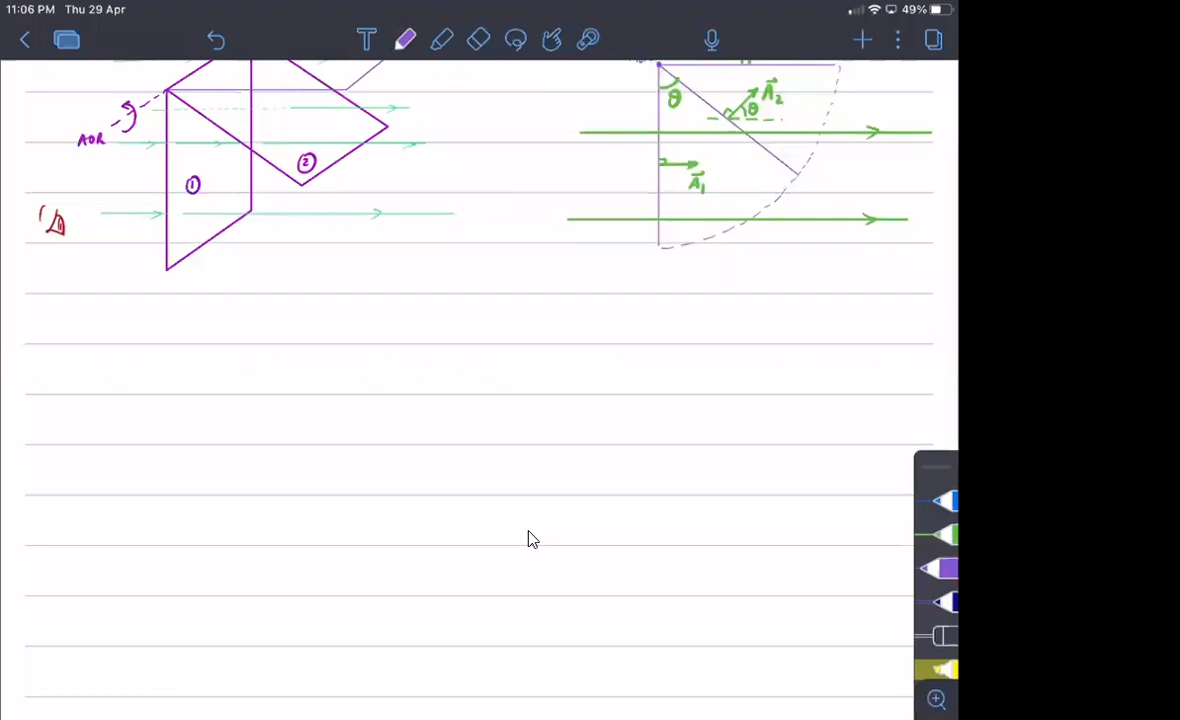 11:06 PM Thu 29 Apr 49%
T
θ
A⃗₂
θ
AOR
②
①
A⃗₁